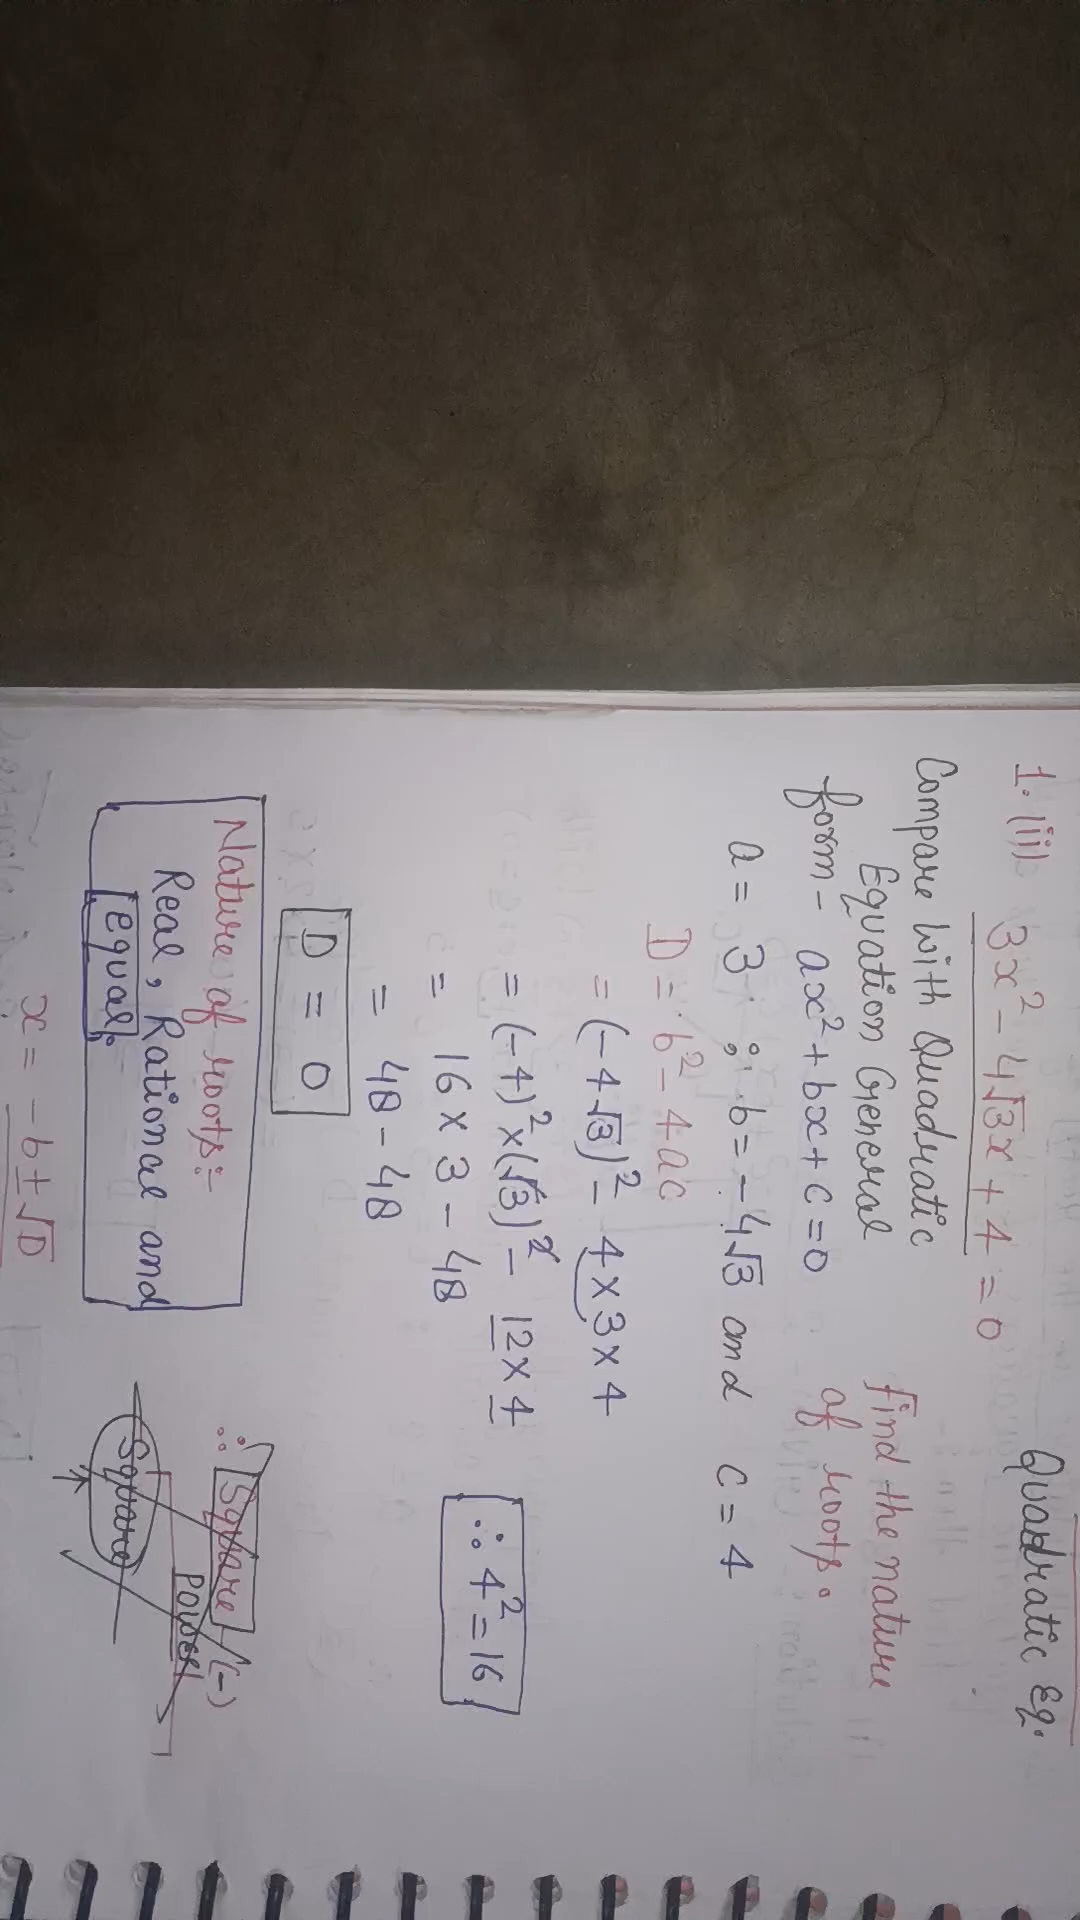 Quadratic Eq.
1. (ii) 3x² - 4√3x + 4 = 0
Compare With Quadratic
Equation General
form - ax² + bx + c = 0
find the nature
of roots.
a = 3 ; b = -4√3 and c = 4
D = b² - 4ac
= (-4√3)² - 4 × 3 × 4
= (-4)² × (√3)² - 12 × 4
= 16 × 3 - 48
∴ 4² = 16
= 48 - 48
D = 0
Nature of roots :-
Real, Rational and
equal.
∴ Square (-)
Power
Square
x = -b ± √D